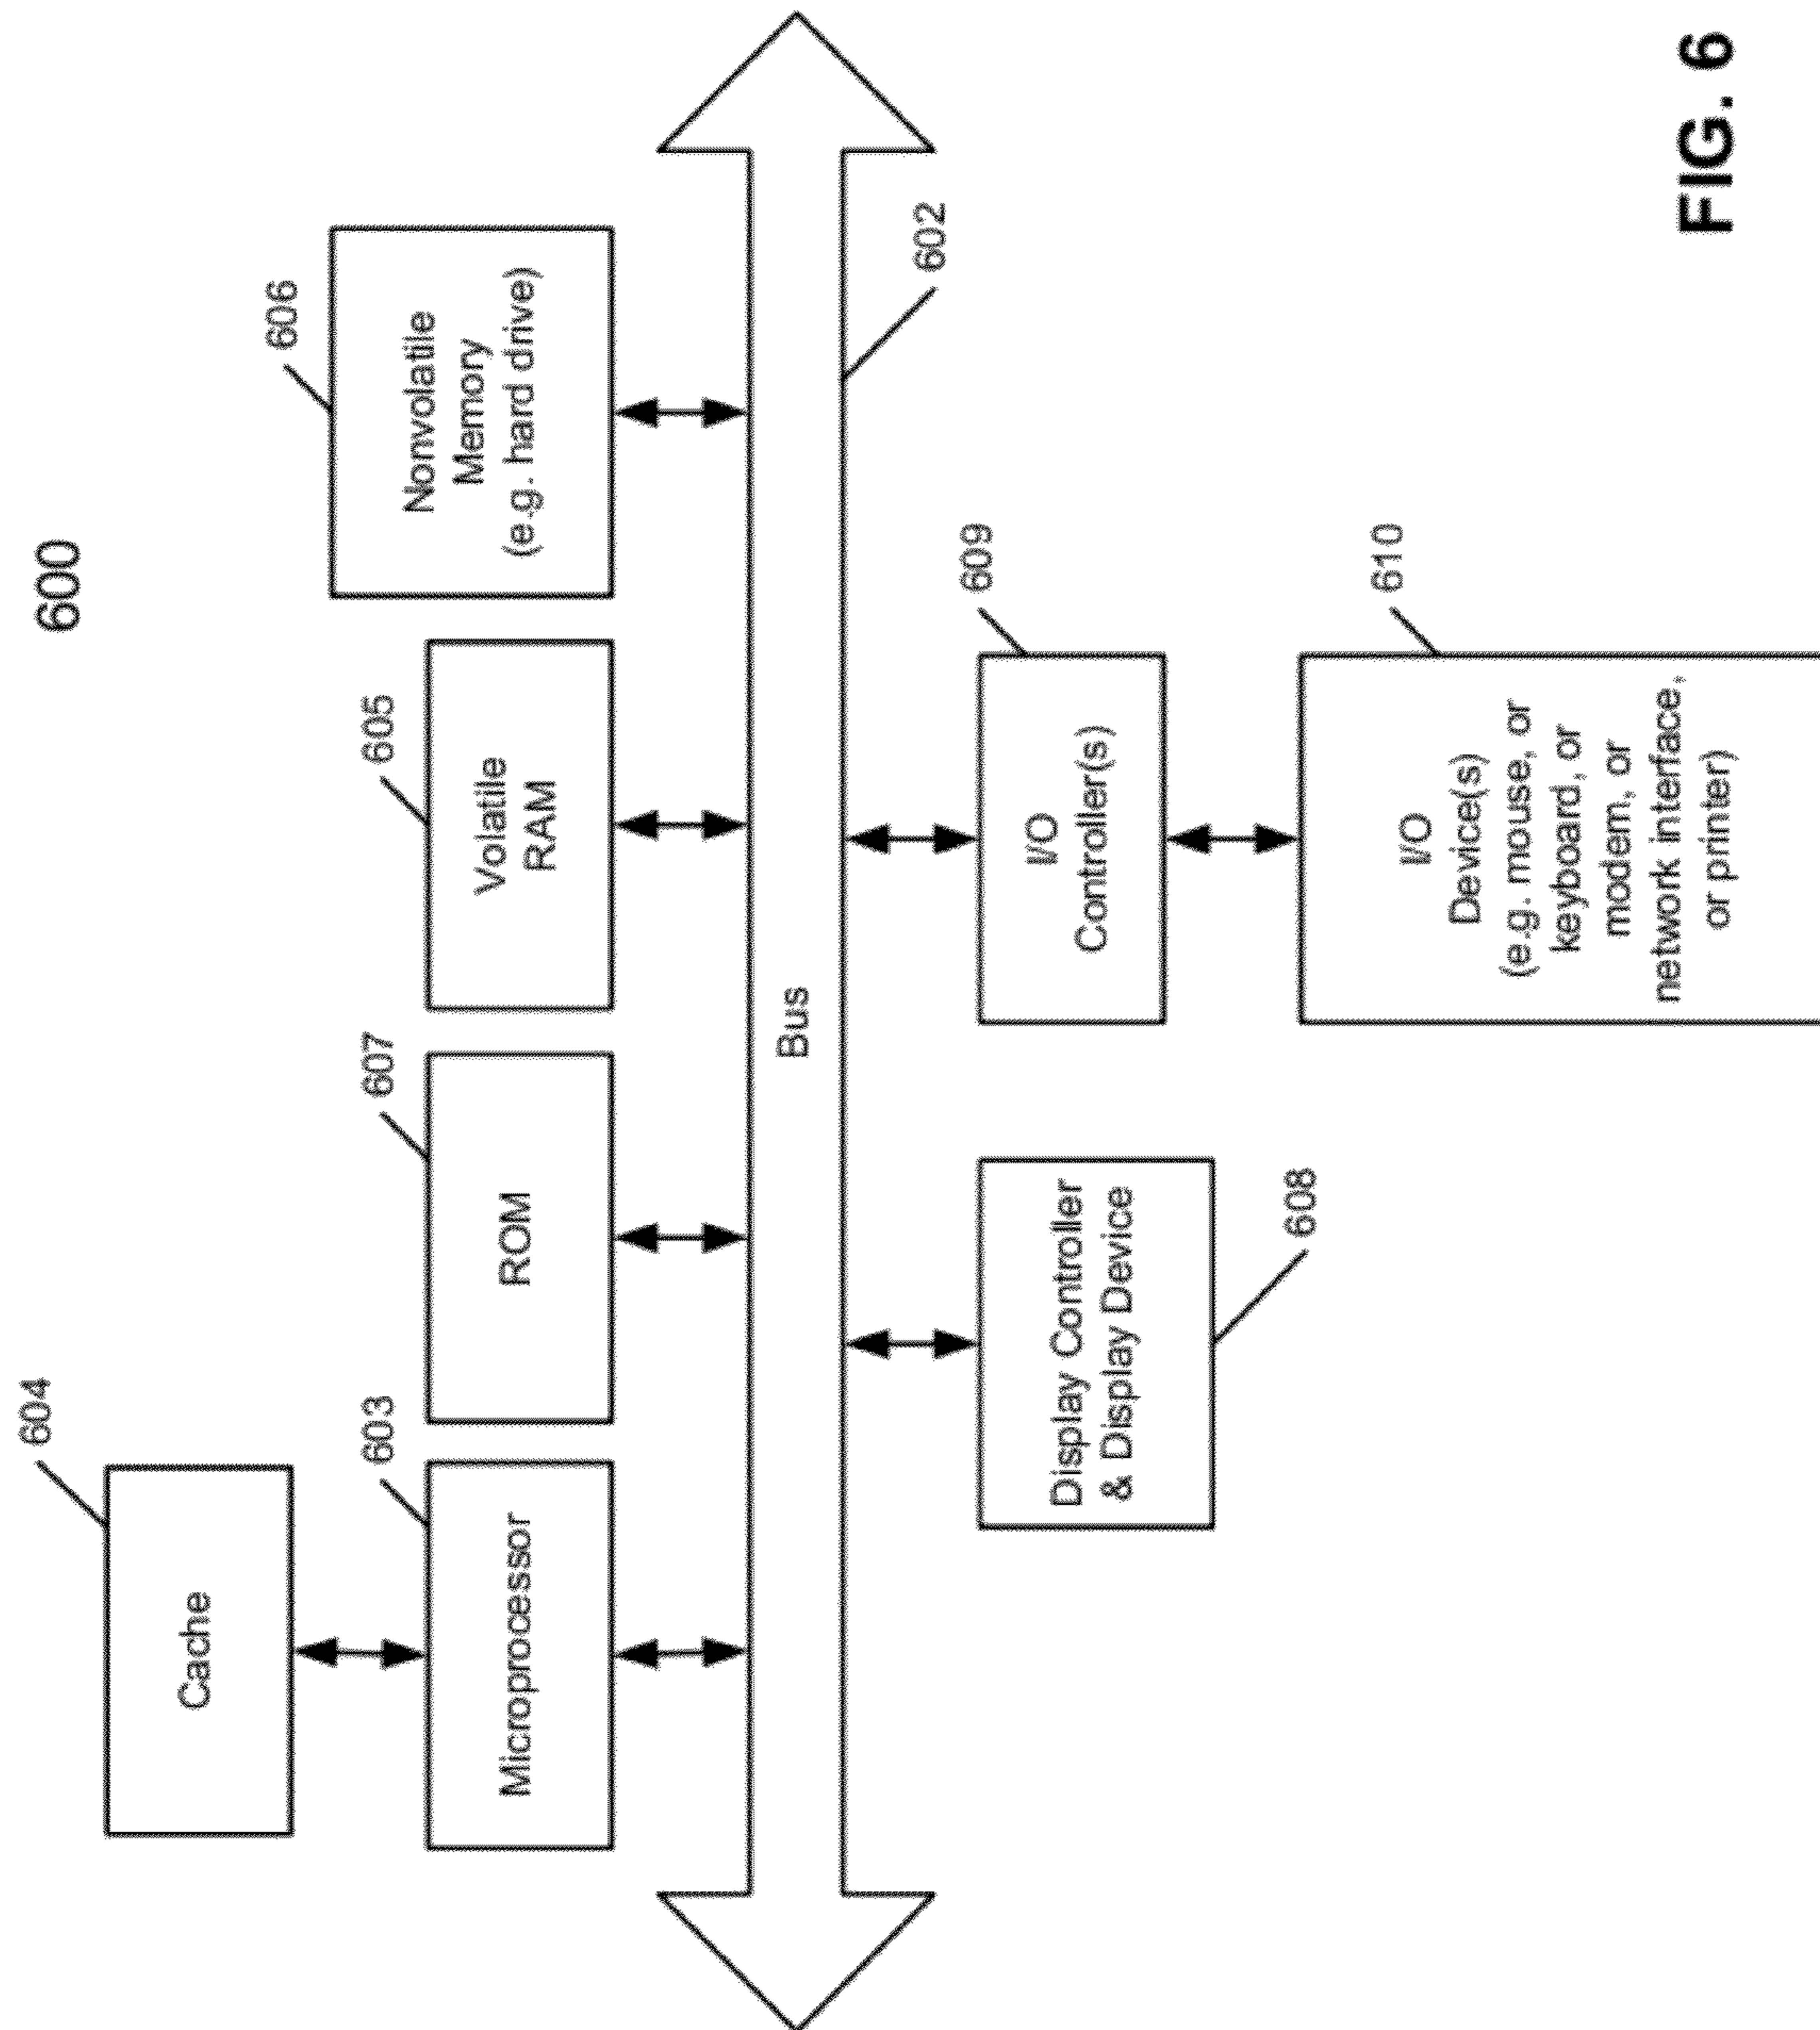 600
604
Cache
603
Microprocessor
607
ROM
605
Volatile
RAM
606
Nonvolatile
Memory
(e.g. hard drive)
Bus
602
608
Display Controller
& Display Device
609
I/O
Controller(s)
610
I/O
Device(s)
(e.g. mouse, or
keyboard, or
modem, or
network interface,
or printer)
FIG. 6